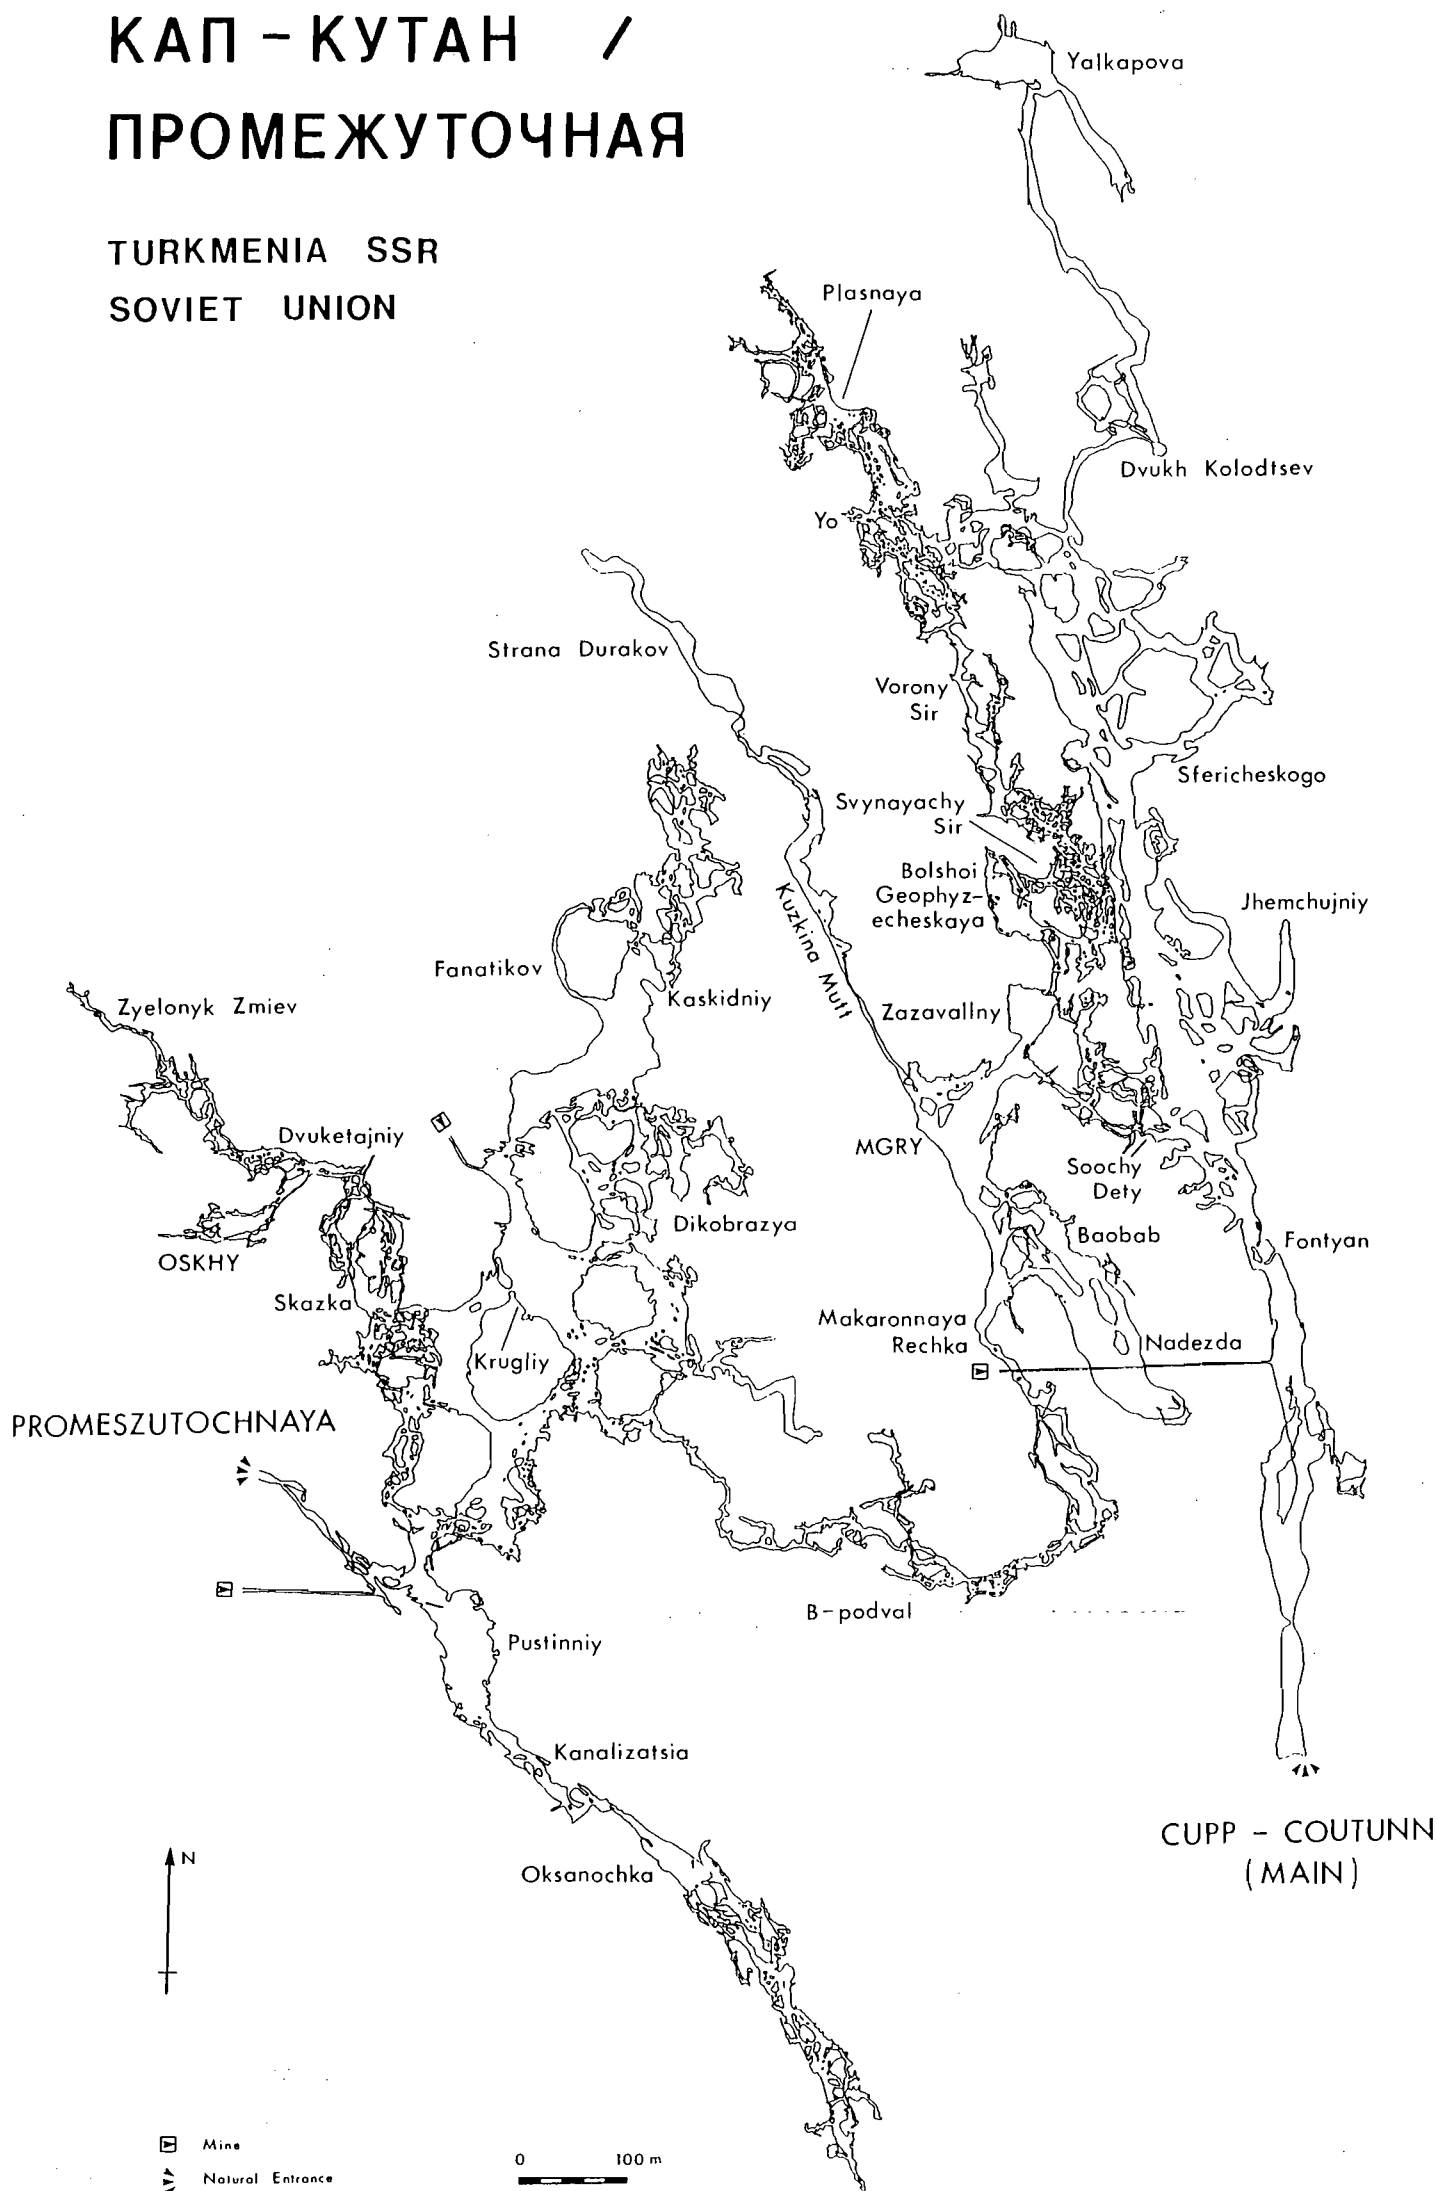 КАП - КУТАН /
ПРОМЕЖУТОЧНАЯ
TURKMENIA SSR
SOVIET UNION
Yalkapova
Plasnaya
Dvukh Kolodtsev
Yo
Strana Durakov
Vorony
Sir
Sfericheskogo
Svynayachy
Sir
Bolshoi
Geophyz-
echeskaya
Jhemchujniy
Kuzkina Mutt
Fanatikov
Kaskidniy
Zyelonyk Zmiev
Zazavallny
Dvuketajniy
MGRY
Soochy
Dety
Dikobrazya
Baobab
Fontyan
OSKHY
Skazka
Makaronnaya
Rechka
Nadezda
Krugliy
PROMESZUTOCHNAYA
B-podval
Pustinniy
Kanalizatsia
CUPP - COUTUNN
(MAIN)
N
Oksanochka
Mine
0 100 m
Natural Entrance